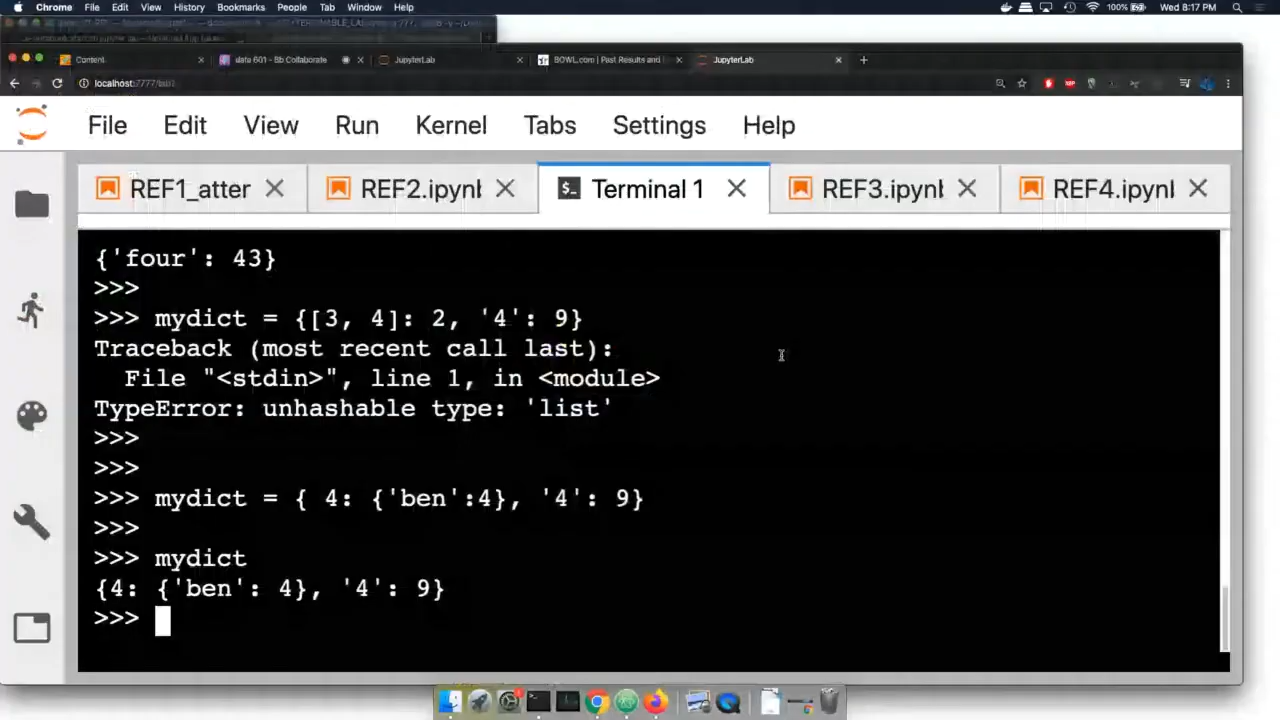 Chrome File Edit View History Bookmarks People Tab Window Help 100% Wed 8:17 PM
Content data 601 - Bb Collaborate JupyterLab BOWL.com | Past Results and JupyterLab
localhost:7777/lab
File Edit View Run Kernel Tabs Settings Help
REF1_atter REF2.ipynb Terminal 1 REF3.ipynb REF4.ipynb
{'four': 43}
>>>
>>> mydict = {[3, 4]: 2, '4': 9}
Traceback (most recent call last):
File "<stdin>", line 1, in <module>
TypeError: unhashable type: 'list'
>>>
>>>
>>> mydict = { 4: {'ben':4}, '4': 9}
>>>
>>> mydict
{4: {'ben': 4}, '4': 9}
>>>